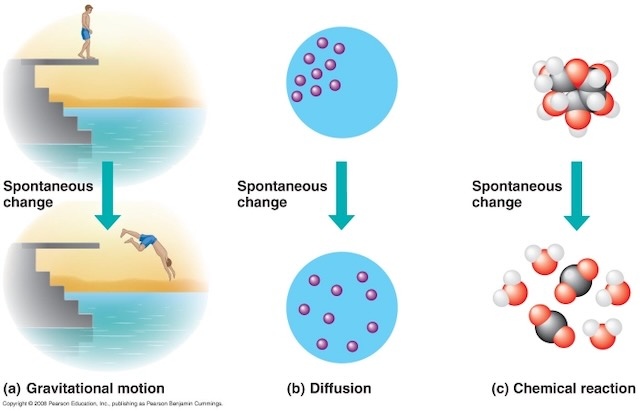 Spontaneous
change
Spontaneous
change
Spontaneous
change
(a) Gravitational motion
(b) Diffusion
(c) Chemical reaction
Copyright © 2008 Pearson Education, Inc., publishing as Pearson Benjamin Cummings.